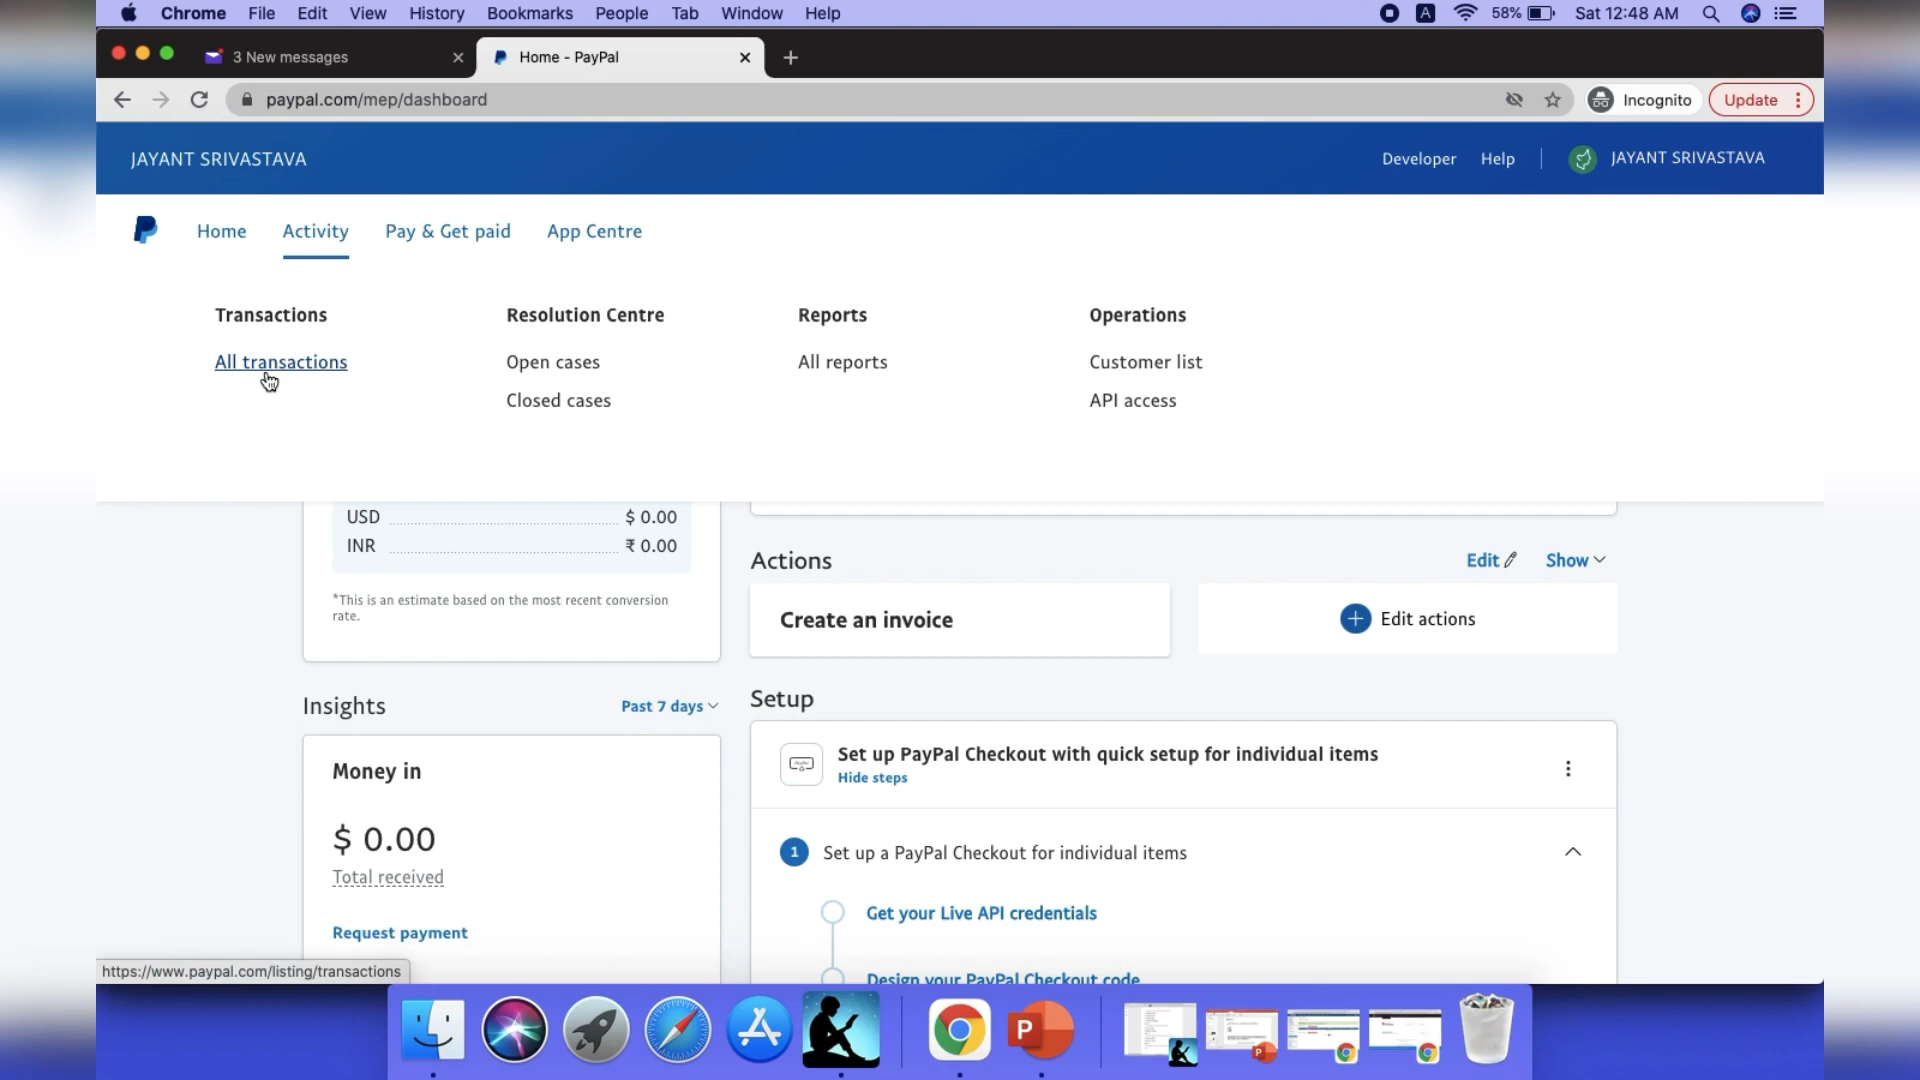 Chrome File Edit View History Bookmarks People Tab Window Help A 58% Sat 12:48 AM
3 New messages Home - PayPal
paypal.com/mep/dashboard Incognito Update
JAYANT SRIVASTAVA Developer Help JAYANT SRIVASTAVA
Home Activity Pay & Get paid App Centre
Transactions Resolution Centre Reports Operations
All transactions Open cases All reports Customer list
Closed cases API access
USD $ 0.00
INR ₹ 0.00
*This is an estimate based on the most recent conversion
rate.
Actions Edit Show
Create an invoice Edit actions
Insights Past 7 days
Money in
$ 0.00
Total received
Request payment
Setup
Set up PayPal Checkout with quick setup for individual items
Hide steps
1 Set up a PayPal Checkout for individual items
Get your Live API credentials
Design your PayPal Checkout code
https://www.paypal.com/listing/transactions
P